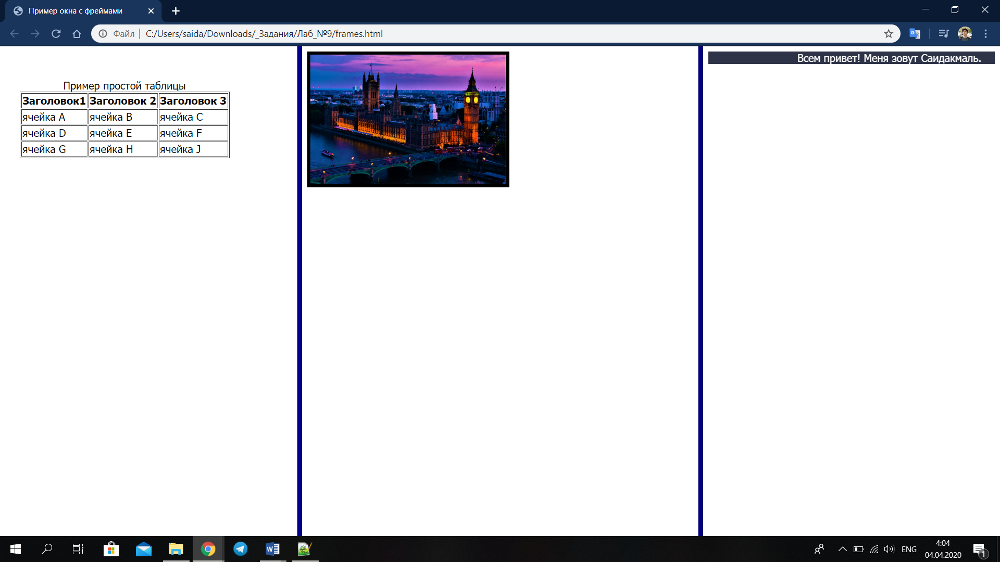 Пример окна с фреймами
Файл | C:/Users/saida/Downloads/_Задания/Лаб_№9/frames.html
Пример простой таблицы
Заголовок1 Заголовок 2 Заголовок 3
ячейка A ячейка B ячейка C
ячейка D ячейка E ячейка F
ячейка G ячейка H ячейка J
Всем привет! Меня зовут Саидакмаль.
ENG
4:04
04.04.2020
1